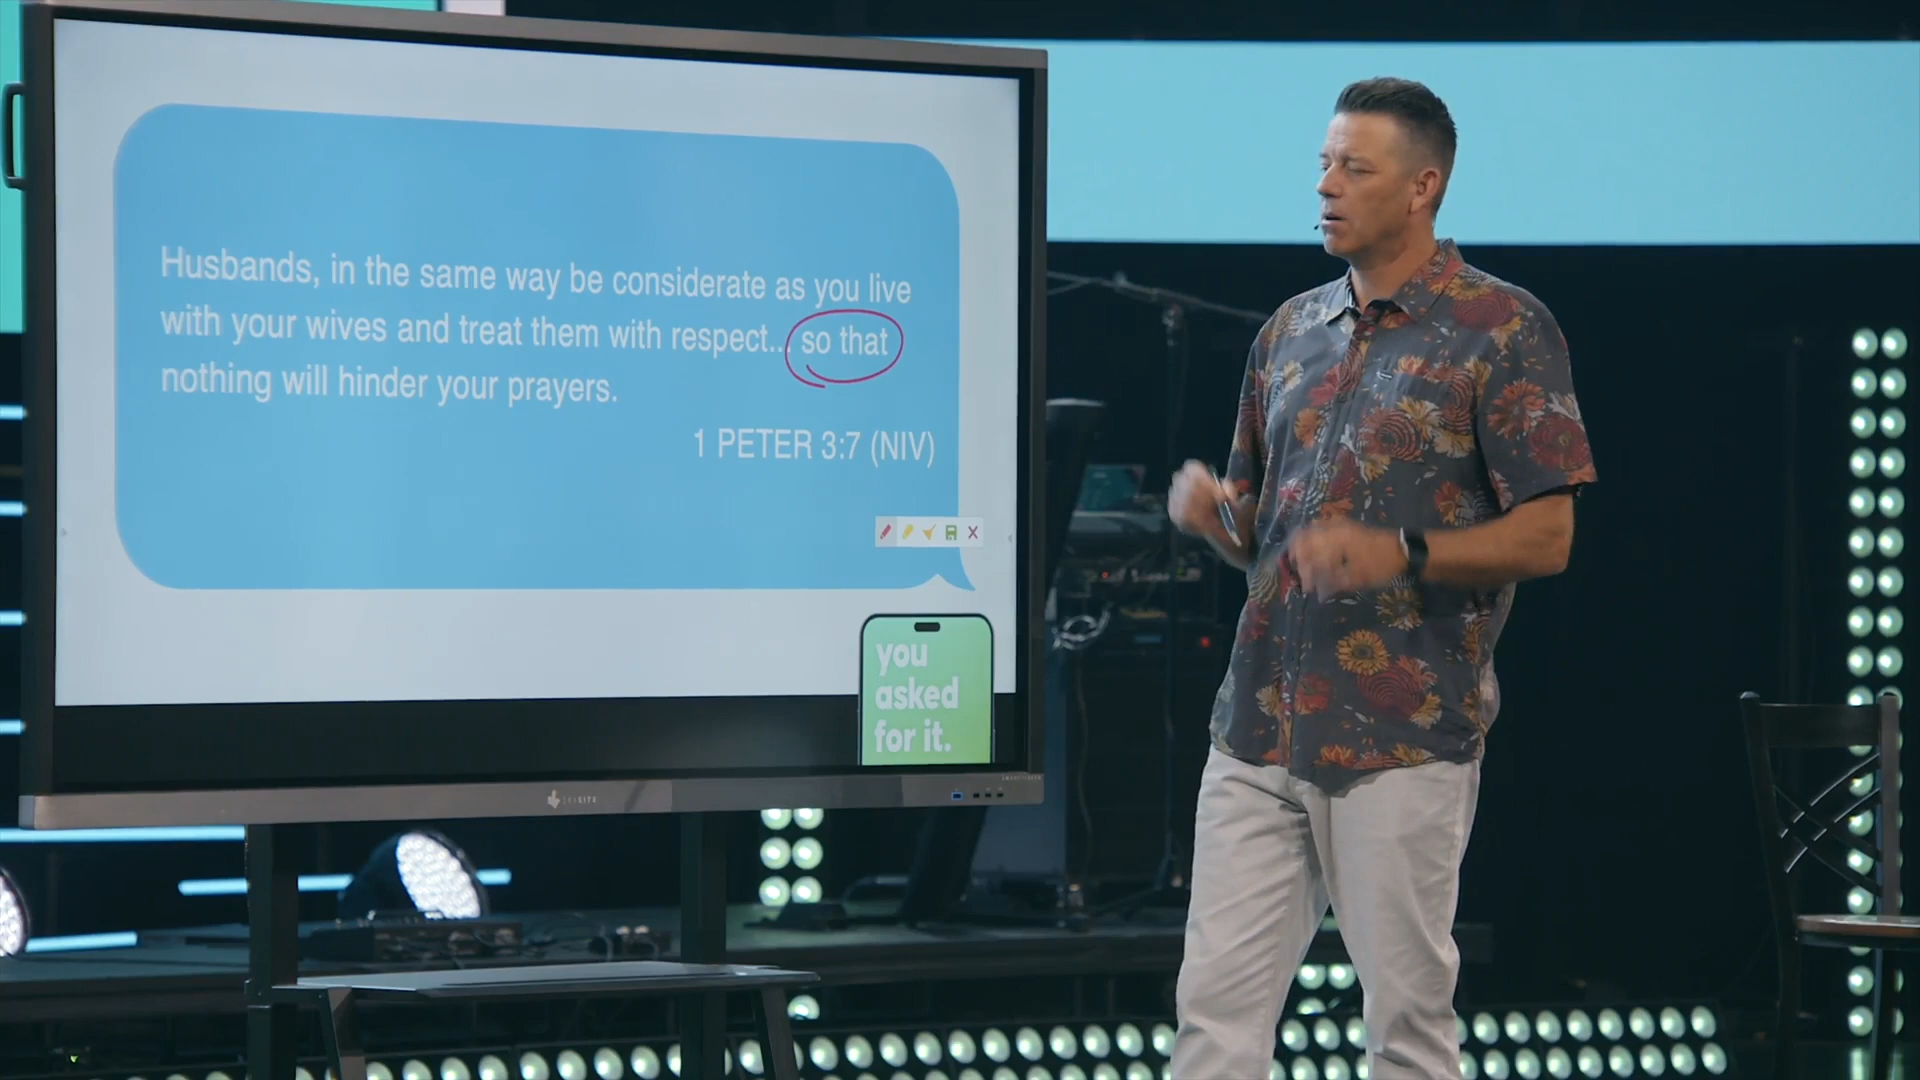 Husbands, in the same way be considerate as you live
with your wives and treat them with respect... so that
nothing will hinder your prayers.
1 PETER 3:7 (NIV)
you
asked
for it.